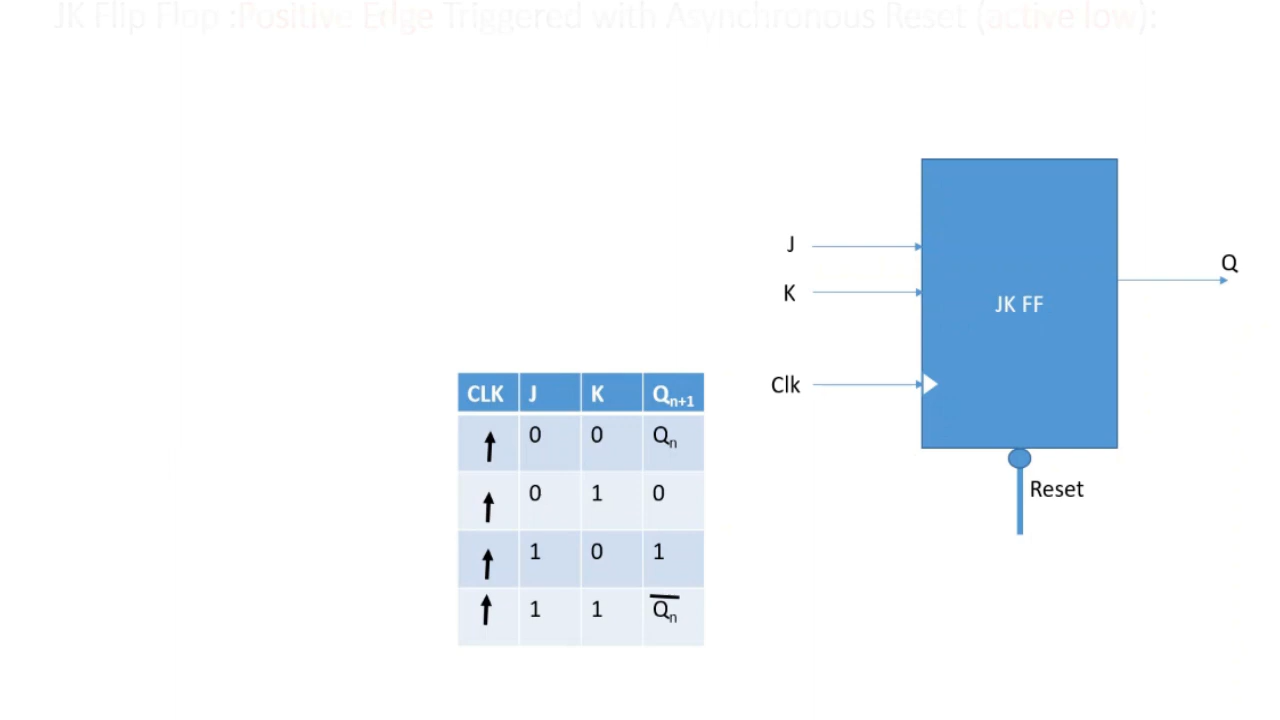 JK Flip Flop :Positive Edge Triggered with Asynchronous Reset (active low):
J
Q
K
JK FF
Clk
CLK J K Qn+1
0 0 Qn
0 1 0
Reset
1 0 1
1 1 Q̅n